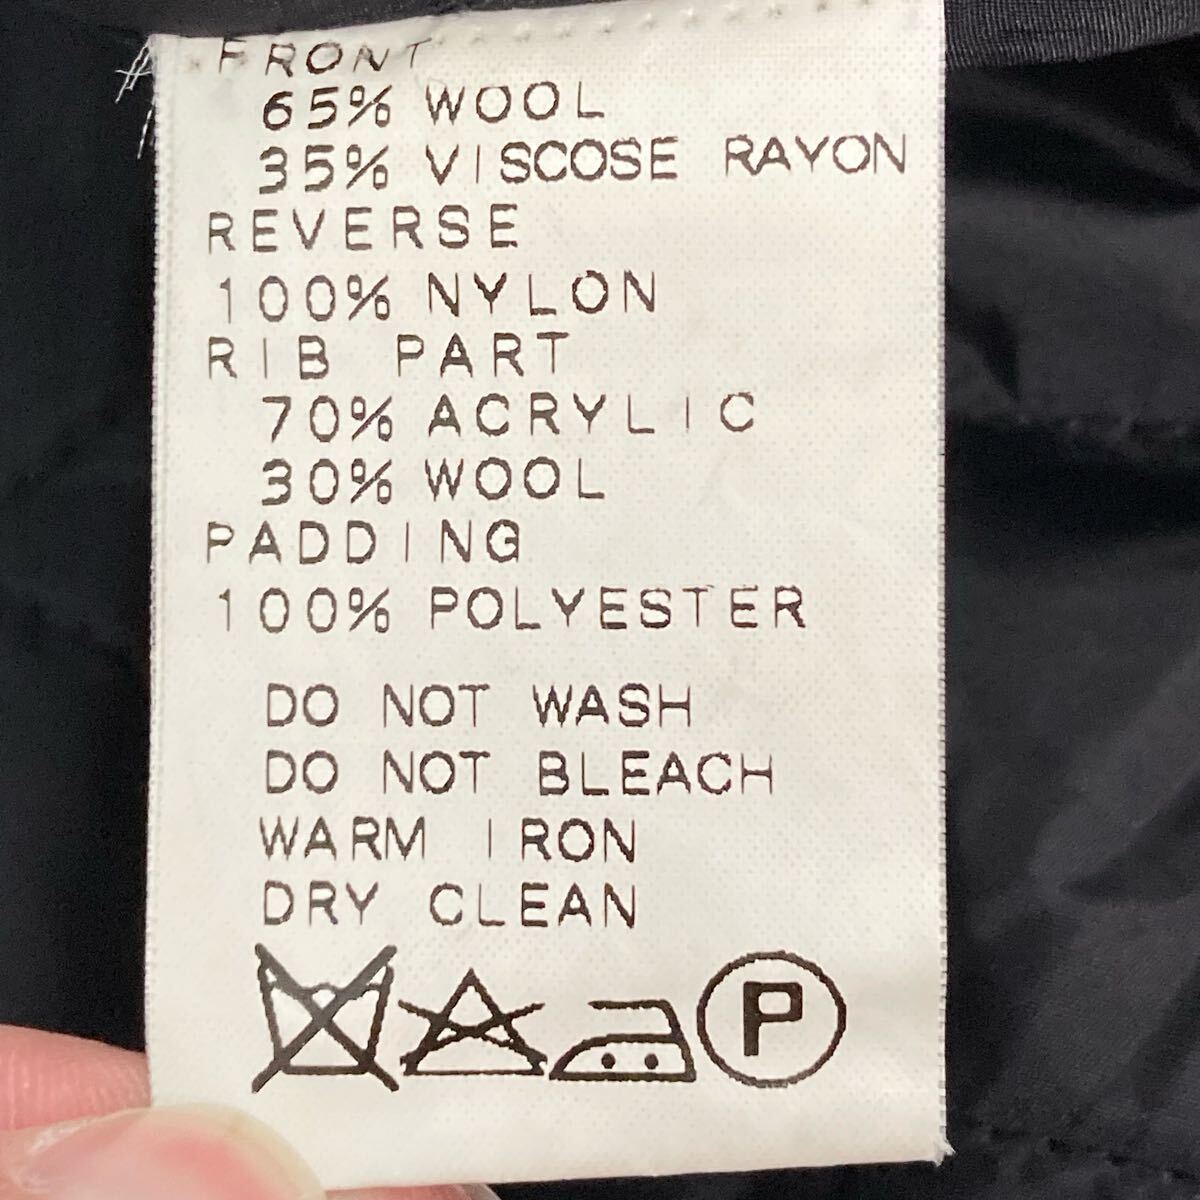 FRONT
65% WOOL
35% VISCOSE RAYON
REVERSE
100% NYLON
RIB PART
70% ACRYLIC
30% WOOL
PADDING
100% POLYESTER
DO NOT WASH
DO NOT BLEACH
WARM IRON
DRY CLEAN
P